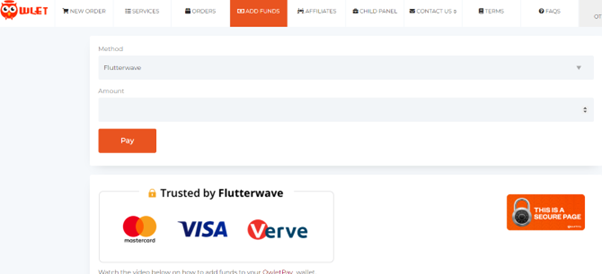 OWLET
NEW ORDER
SERVICES
ORDERS
ADD FUNDS
AFFILIATES
CHILD PANEL
CONTACT US 0
TERMS
FAQS
Method
Flutterwave
Amount
Pay
Trusted by Flutterwave
mastercard
VISA
Verve
THIS IS A
SECURE PAGE
Watch the video below on how to add funds to your OwletPay wallet